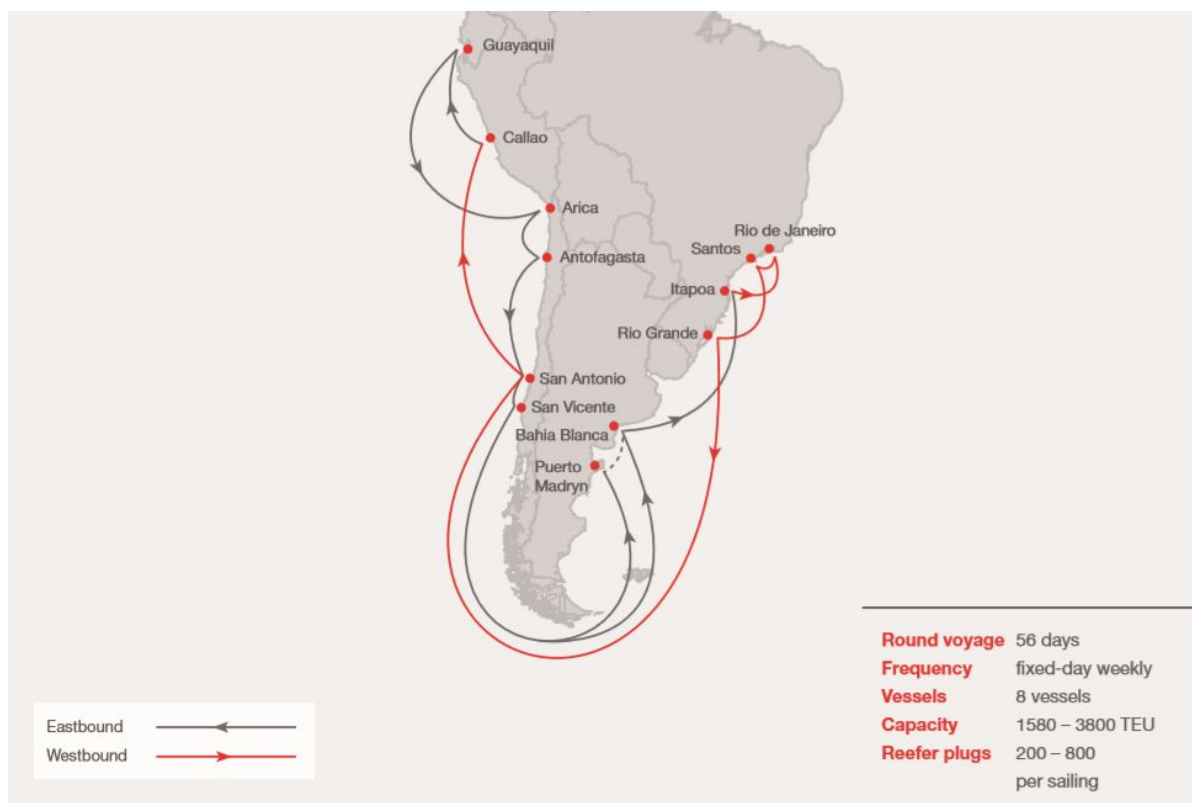 Guayaquil
Callao
Arica
Antofagasta
Rio de Janeiro
Santos
Itapoa
Rio Grande
San Antonio
San Vicente
Bahia Blanca
Puerto
Madryn
Round voyage 56 days
Frequency fixed-day weekly
Vessels 8 vessels
Capacity 1580 – 3800 TEU
Reefer plugs 200 – 800
per sailing
Eastbound
Westbound